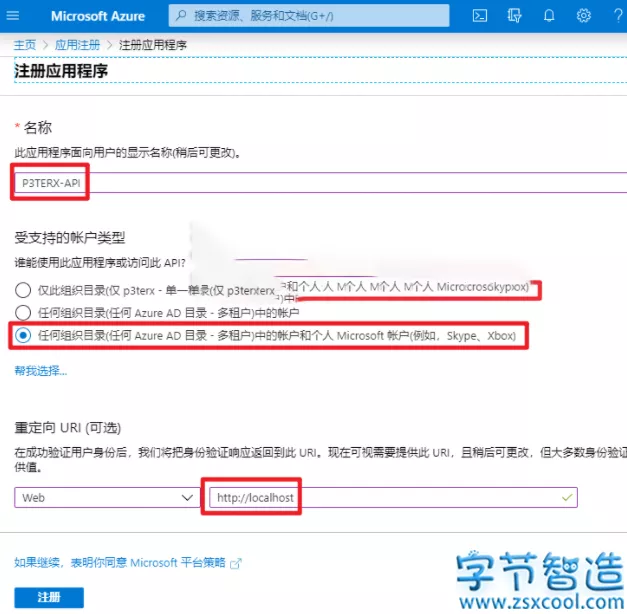 Microsoft Azure
搜索资源、服务和文档(G+/)
主页 > 应用注册 > 注册应用程序
注册应用程序
* 名称
此应用程序面向用户的显示名称(稍后可更改)。
P3TERX-API
受支持的帐户类型
谁能使用此应用程序或访问此 API?
仅此组织目录(仅 p3terx - 单一
任何组织目录(任何 Azure AD 目录 - 多租户)中的帐户
任何组织目录(任何 Azure AD 目录 - 多租户)中的帐户和个人 Microsoft 帐户(例如，Skype、Xbox)
帮我选择...
重定向 URI (可选)
在成功验证用户身份后，我们将把身份验证响应返回到此 URI。现在可视需要提供此 URI，且稍后可更改，但大多数身份验证
供值。
Web
http://localhost
如果继续，表明你同意 Microsoft 平台策略
注册
字节智造
www.zsxcool.com